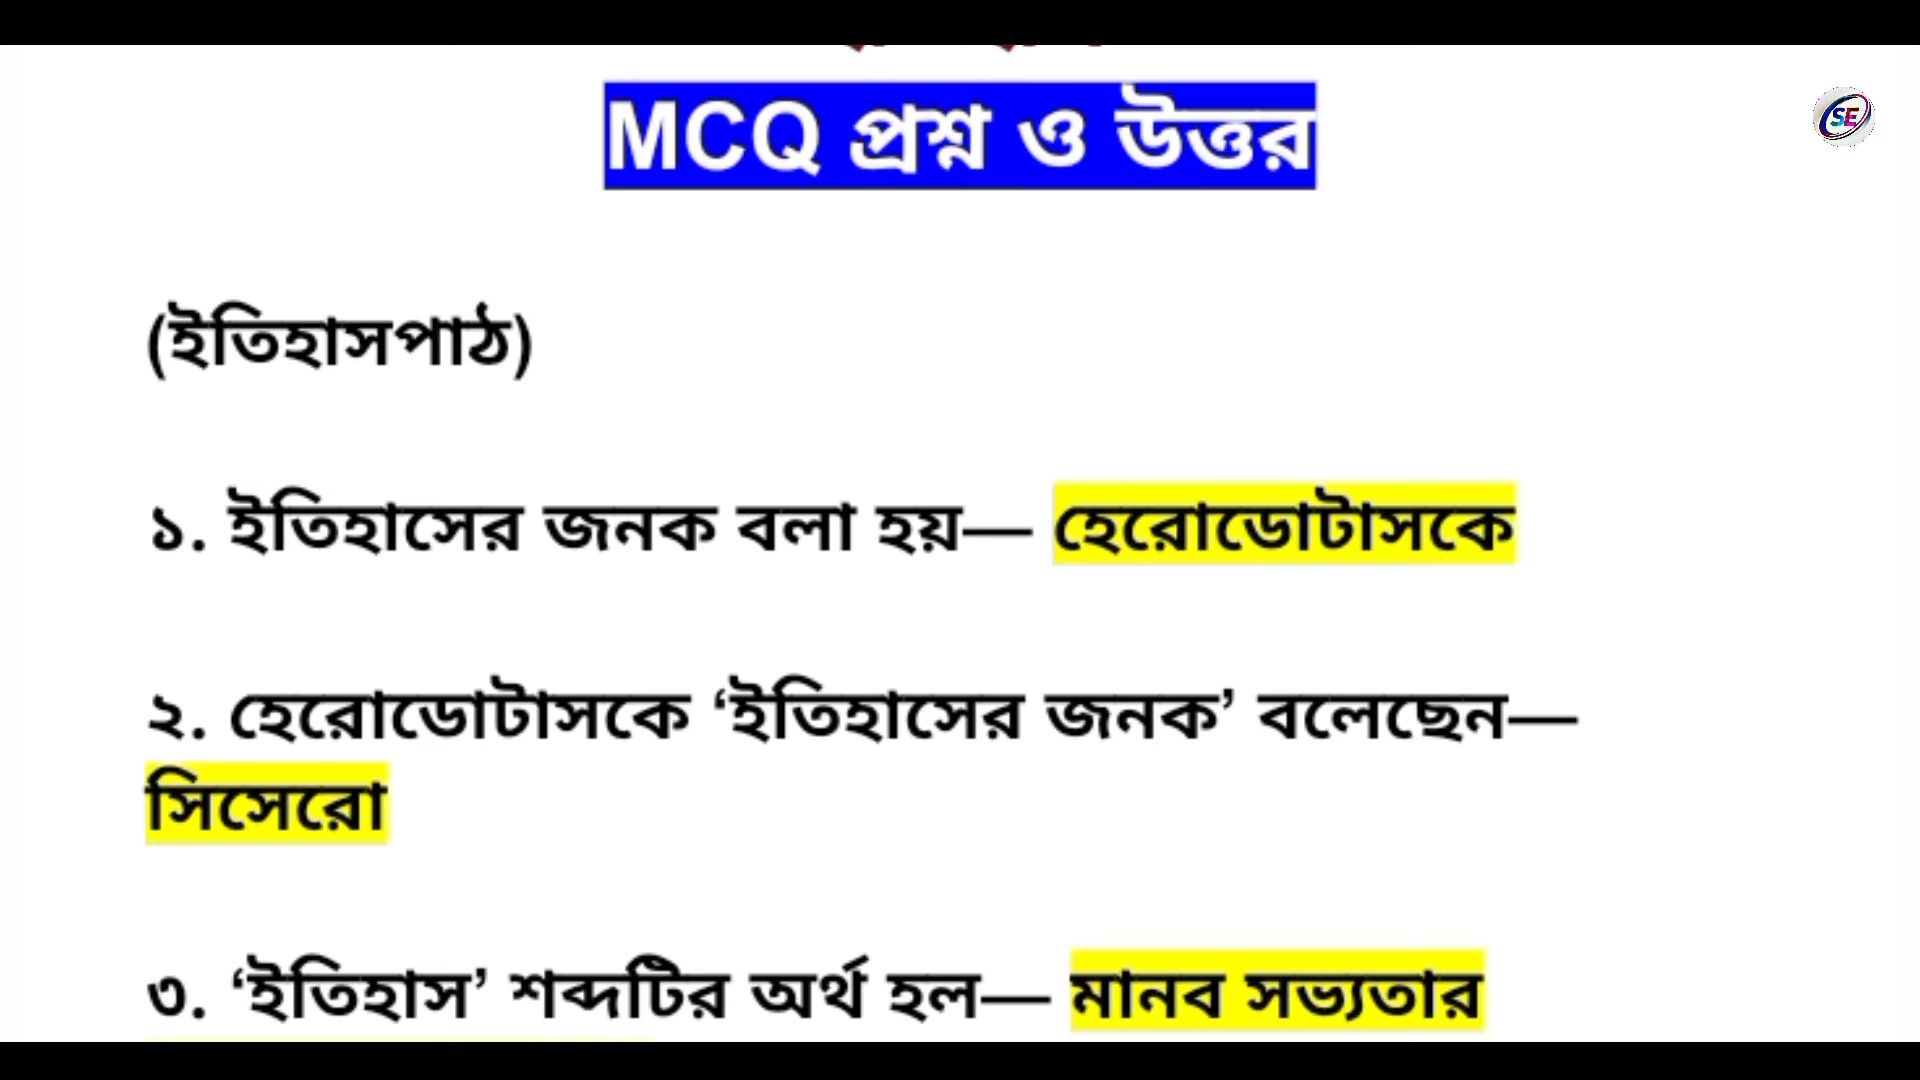 MCQ প্রশ্ন ও উত্তর
SE
(ইতিহাসপাঠ)
১. ইতিহাসের জনক বলা হয়— হেরোডোটাসকে
২. হেরোডোটাসকে ‘ইতিহাসের জনক’ বলেছেন—
সিসেরো
৩. ‘ইতিহাস’ শব্দটির অর্থ হল— মানব সভ্যতার